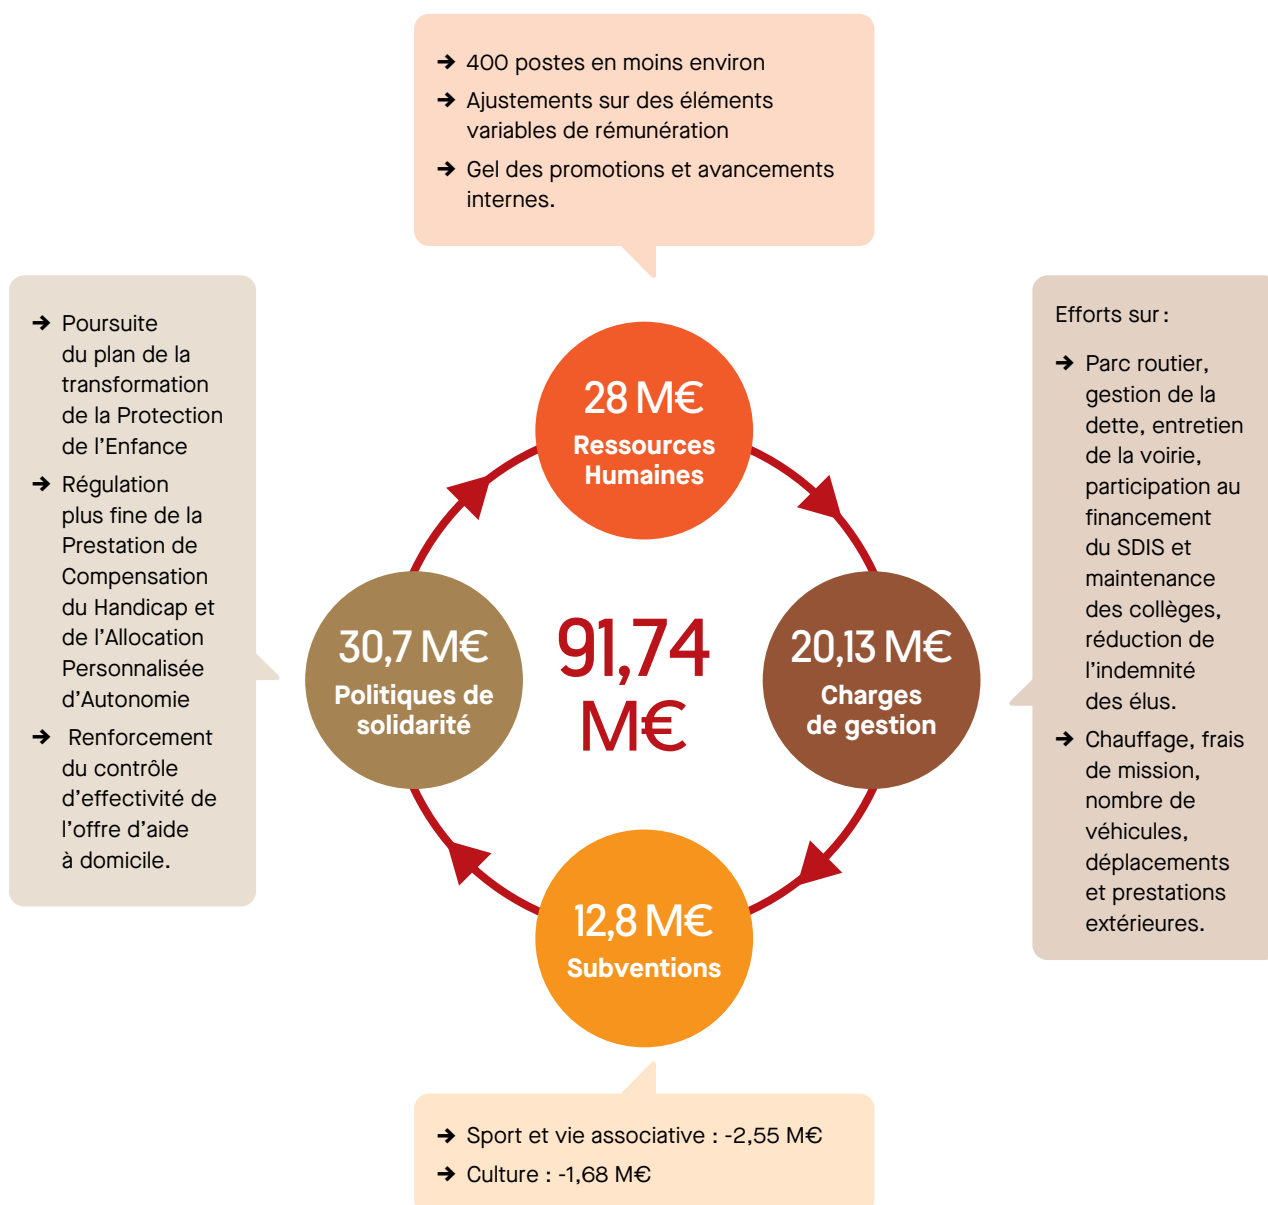 → 400 postes en moins environ
→ Ajustements sur des éléments
variables de rémunération
→ Gel des promotions et avancements
internes.
→ Poursuite
du plan de la
transformation
de la Protection
de l'Enfance
→ Régulation
plus fine de la
Prestation de
Compensation
du Handicap et
de l'Allocation
Personnalisée
d'Autonomie
→ Renforcement
du contrôle
d'effectivité de
l'offre d'aide
à domicile.
28 M€
Ressources
Humaines
30,7 M€
Politiques de
solidarité
91,74
M€
20,13 M€
Charges
de gestion
12,8 M€
Subventions
Efforts sur :
→ Parc routier,
gestion de la
dette, entretien
de la voirie,
participation au
financement
du SDIS et
maintenance
des collèges,
réduction de
l'indemnité
des élus.
→ Chauffage, frais
de mission,
nombre de
véhicules,
déplacements
et prestations
extérieures.
→ Sport et vie associative : -2,55 M€
→ Culture : -1,68 M€